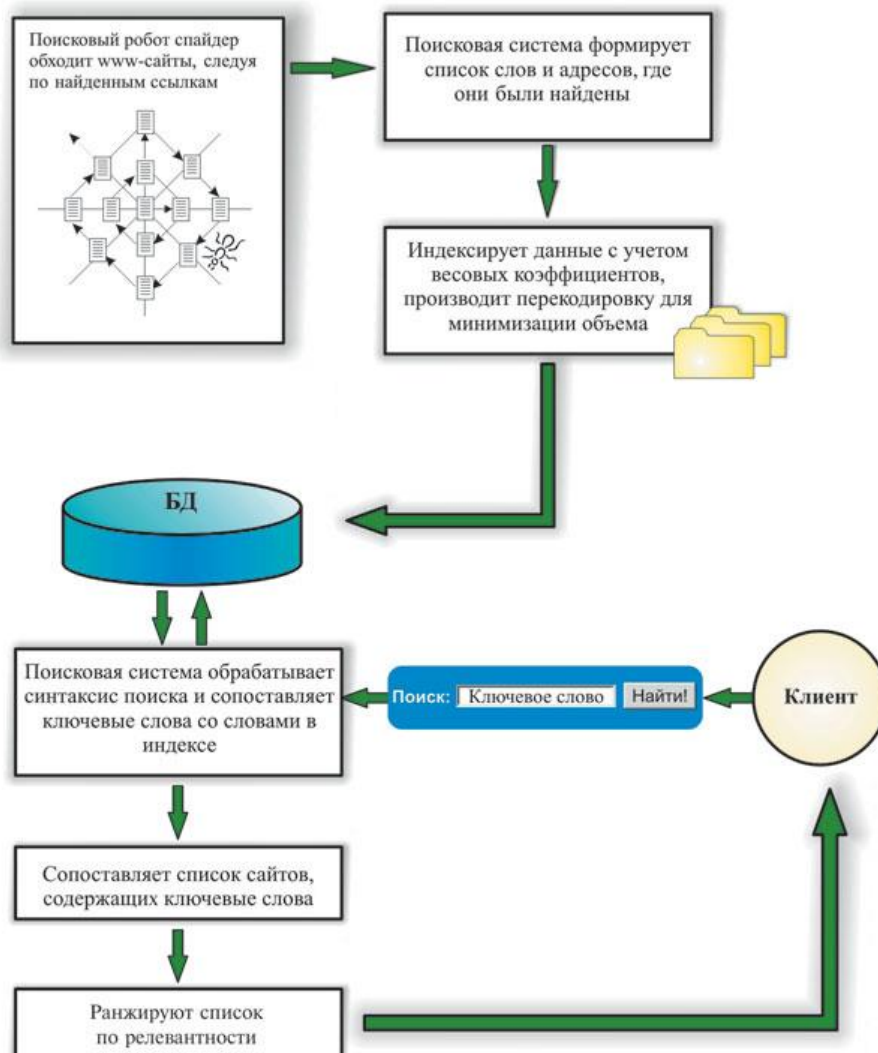 Поисковый робот спайдер
обходит www-сайты, следуя
по найденным ссылкам
Поисковая система формирует
список слов и адресов, где
они были найдены
Индексирует данные с учетом
весовых коэффициентов,
производит перекодировку для
минимизации объема
БД
Поисковая система обрабатывает
синтаксис поиска и сопоставляет
ключевые слова со словами в
индексе
Поиск: Ключевое слово Найти!
Клиент
Сопоставляет список сайтов,
содержащих ключевые слова
Ранжируют список
по релевантности